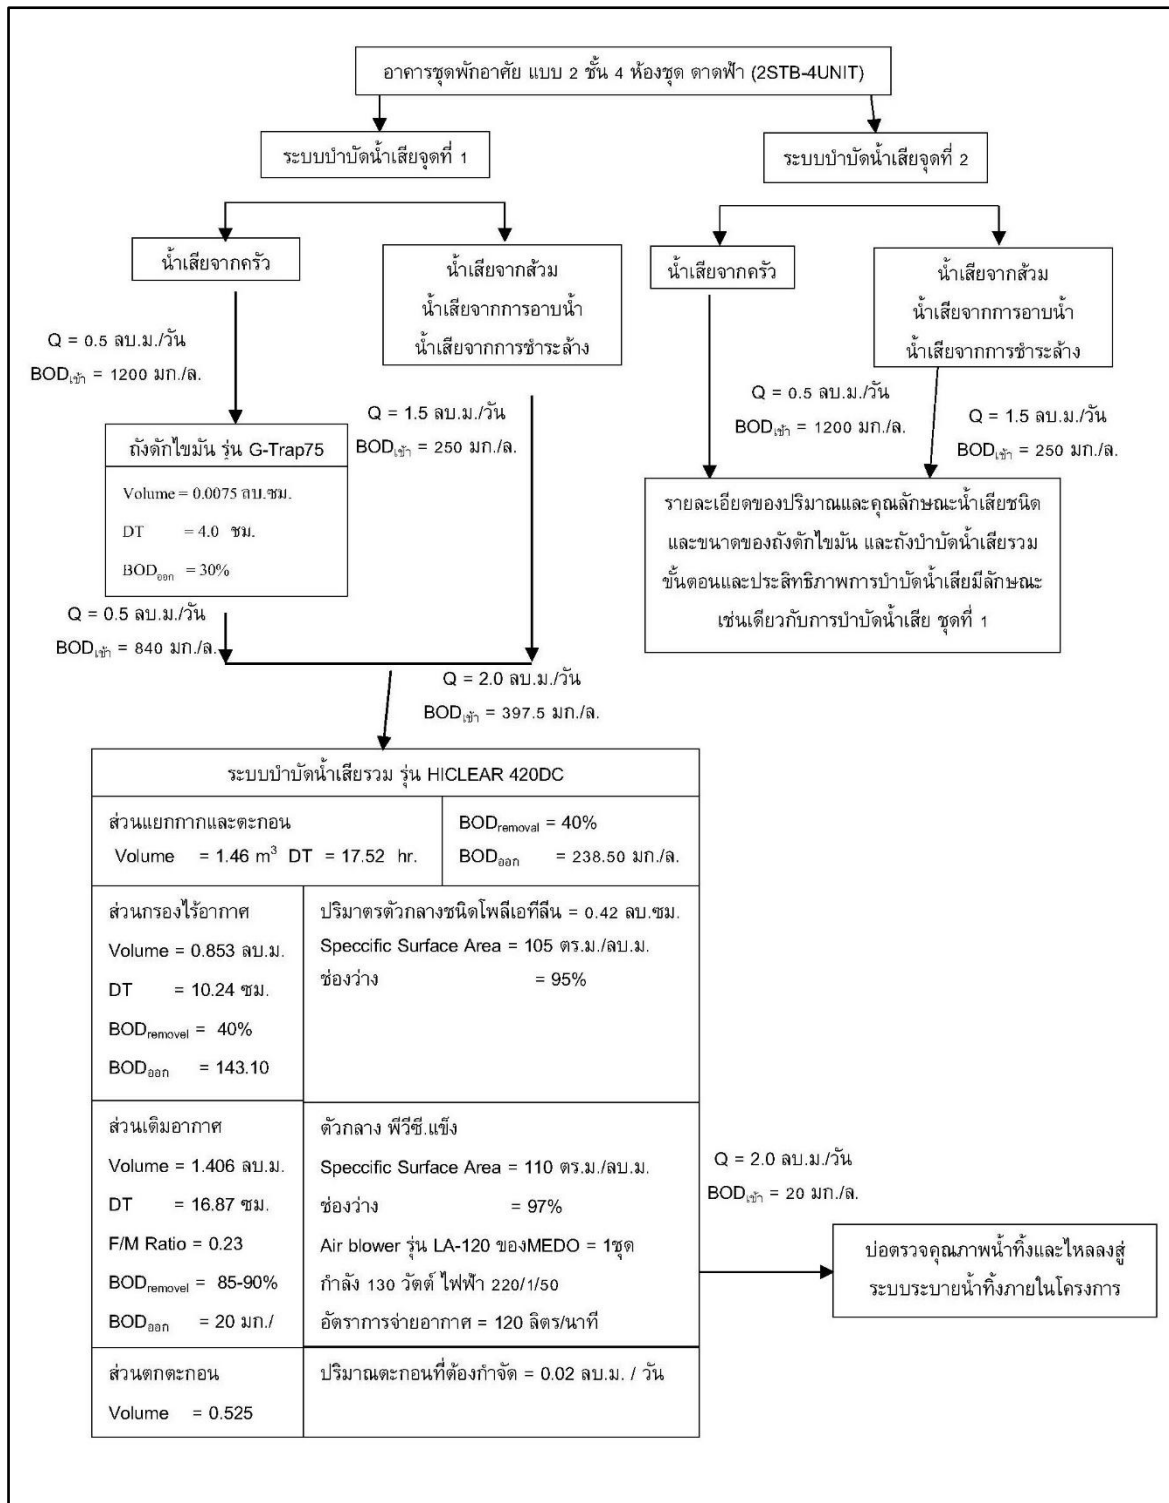 อาคารชุดพักอาศัย แบบ 2 ชั้น 4 ห้องชุด ดาดฟ้า (2STB-4UNIT)
ระบบบำบัดน้ำเสียจุดที่ 1
ระบบบำบัดน้ำเสียจุดที่ 2
น้ำเสียจากครัว
น้ำเสียจากส้วม
น้ำเสียจากการอาบน้ำ
น้ำเสียจากการชำระล้าง
น้ำเสียจากครัว
น้ำเสียจากส้วม
น้ำเสียจากการอาบน้ำ
น้ำเสียจากการชำระล้าง
Q = 0.5 ลบ.ม./วัน
BODเข้า = 1200 มก./ล.
Q = 1.5 ลบ.ม./วัน
BODเข้า = 250 มก./ล.
Q = 0.5 ลบ.ม./วัน
BODเข้า = 1200 มก./ล.
Q = 1.5 ลบ.ม./วัน
BODเข้า = 250 มก./ล.
ถังดักไขมัน รุ่น G-Trap75
Volume = 0.0075 ลบ.ซม.
DT = 4.0 ชม.
BODออก = 30%
รายละเอียดของปริมาณและคุณลักษณะน้ำเสียชนิด
และขนาดของถังดักไขมัน และถังบำบัดน้ำเสียรวม
ขั้นตอนและประสิทธิภาพการบำบัดน้ำเสียมีลักษณะ
เช่นเดียวกับการบำบัดน้ำเสีย ชุดที่ 1
Q = 0.5 ลบ.ม./วัน
BODเข้า = 840 มก./ล.
Q = 2.0 ลบ.ม./วัน
BODเข้า = 397.5 มก./ล.
ระบบบำบัดน้ำเสียรวม รุ่น HICLEAR 420DC
ส่วนแยกกากและตะกอน
Volume = 1.46 m³ DT = 17.52 hr.
BODremoval = 40%
BODออก = 238.50 มก./ล.
ส่วนกรองไร้อากาศ
Volume = 0.853 ลบ.ม.
DT = 10.24 ชม.
BODremovel = 40%
BODออก = 143.10
ปริมาตรตัวกลางชนิดโพลีเอทีลีน = 0.42 ลบ.ซม.
Speccific Surface Area = 105 ตร.ม./ลบ.ม.
ช่องว่าง = 95%
ส่วนเติมอากาศ
Volume = 1.406 ลบ.ม.
DT = 16.87 ซม.
F/M Ratio = 0.23
BODremovel = 85-90%
BODออก = 20 มก./
ตัวกลาง พีวีซี.แข็ง
Speccific Surface Area = 110 ตร.ม./ลบ.ม.
ช่องว่าง = 97%
Air blower รุ่น LA-120 ของMEDO = 1ชุด
กำลัง 130 วัตต์ ไฟฟ้า 220/1/50
อัตราการจ่ายอากาศ = 120 ลิตร/นาที
Q = 2.0 ลบ.ม./วัน
BODเข้า = 20 มก./ล.
บ่อตรวจคุณภาพน้ำทิ้งและไหลลงสู่
ระบบระบายน้ำทิ้งภายในโครงการ
ส่วนตกตะกอน
Volume = 0.525
ปริมาณตะกอนที่ต้องกำจัด = 0.02 ลบ.ม. / วัน